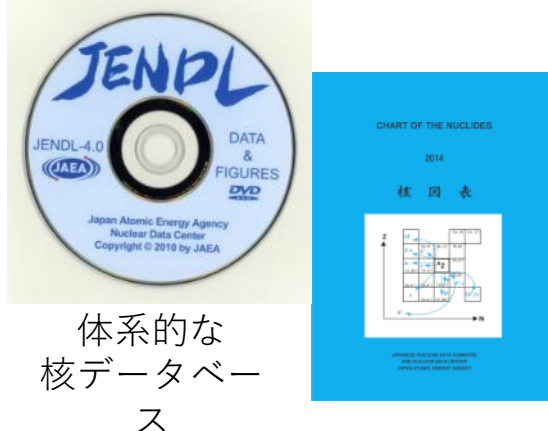 JENDL
JENDL-4.0
JAEA
DATA
&
FIGURES
DVD
Japan Atomic Energy Agency
Nuclear Data Center
Copyright © 2010 by JAEA
体系的な
核データベー
ス
CHART OF THE NUCLIDES
2014
核 図 表
Z
N
JAPANESE NUCLEAR DATA COMMITTEE
AND NUCLEAR DATA CENTER
JAPAN ATOMIC ENERGY AGENCY